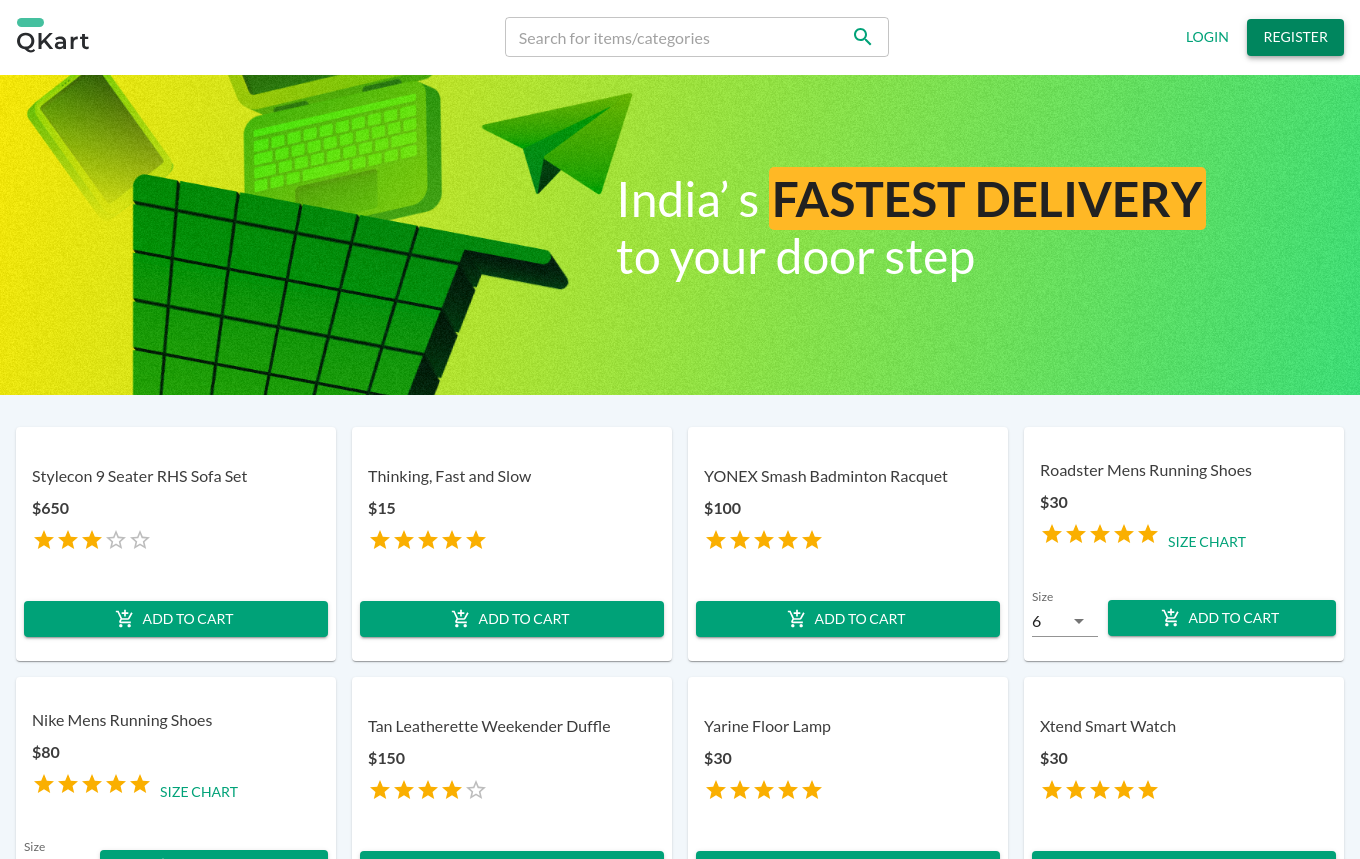 QKart
Search for items/categories
LOGIN
REGISTER
India’ s FASTEST DELIVERY
to your door step
Stylecon 9 Seater RHS Sofa Set
$650
ADD TO CART
Thinking, Fast and Slow
$15
ADD TO CART
YONEX Smash Badminton Racquet
$100
ADD TO CART
Roadster Mens Running Shoes
$30
SIZE CHART
Size
6
ADD TO CART
Nike Mens Running Shoes
$80
SIZE CHART
Size
Tan Leatherette Weekender Duffle
$150
Yarine Floor Lamp
$30
Xtend Smart Watch
$30